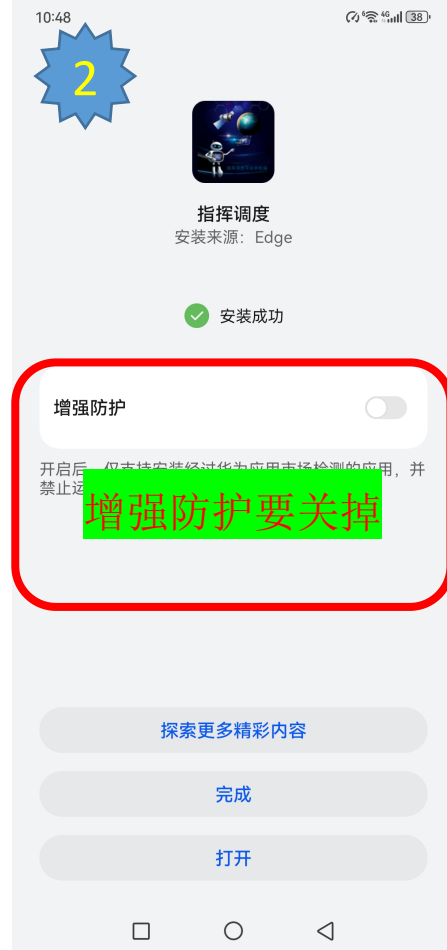 10:48
4G
38
2
指挥调度
安装来源：Edge
安装成功
增强防护
开启后，仅支持安装经过华为应用市场检测的应用，并
禁止运
增强防护要关掉
探索更多精彩内容
完成
打开